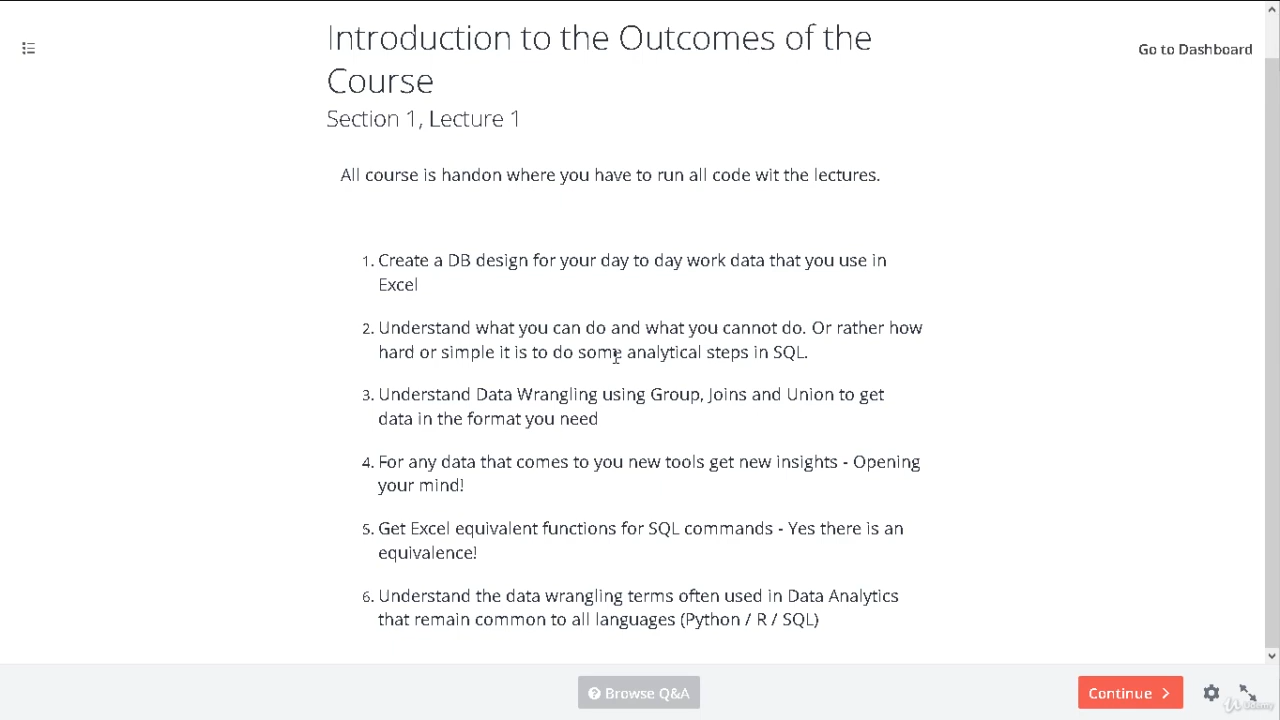 Introduction to the Outcomes of the
Course
Go to Dashboard
Section 1, Lecture 1
All course is handon where you have to run all code wit the lectures.
1. Create a DB design for your day to day work data that you use in
Excel
2. Understand what you can do and what you cannot do. Or rather how
hard or simple it is to do some analytical steps in SQL.
3. Understand Data Wrangling using Group, Joins and Union to get
data in the format you need
4. For any data that comes to you new tools get new insights - Opening
your mind!
5. Get Excel equivalent functions for SQL commands - Yes there is an
equivalence!
6. Understand the data wrangling terms often used in Data Analytics
that remain common to all languages (Python / R / SQL)
Browse Q&A
Continue
Udemy